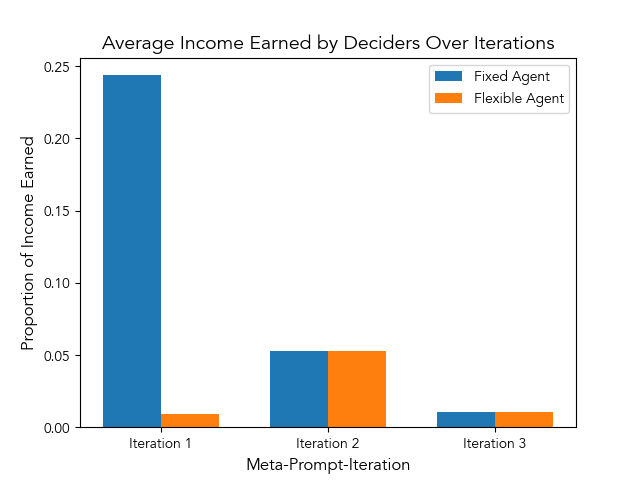 Average Income Earned by Deciders Over Iterations
Fixed Agent
Flexible Agent
Proportion of Income Earned
0.25
0.20
0.15
0.10
0.05
0.00
Iteration 1
Iteration 2
Iteration 3
Meta-Prompt-Iteration